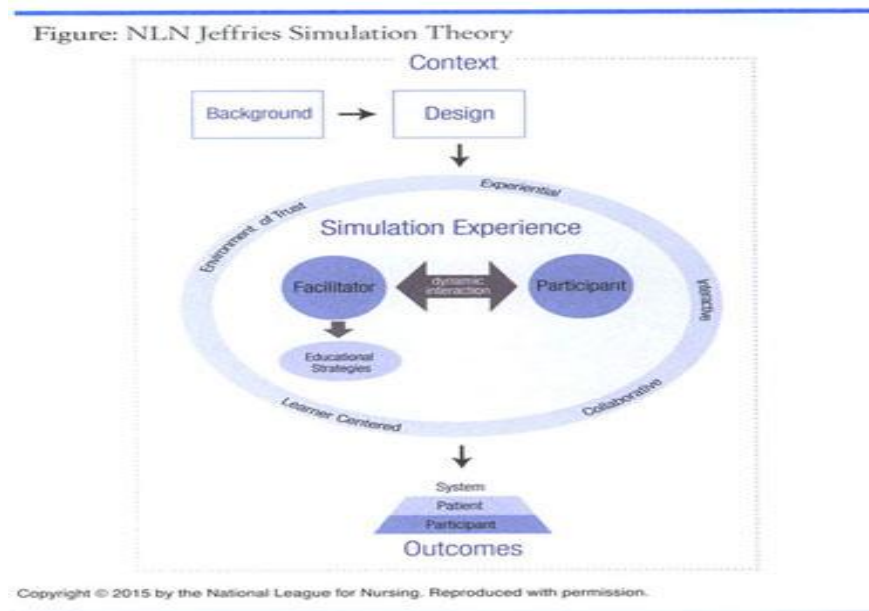 Figure: NLN Jeffries Simulation Theory
Context
Background
Design
Experiential
Environment of Trust
Simulation Experience
Facilitator
dynamic
interaction
Participant
Interactive
Educational
Strategies
Learner Centered
Collaborative
System
Patient
Participant
Outcomes
Copyright © 2015 by the National League for Nursing. Reproduced with permission.